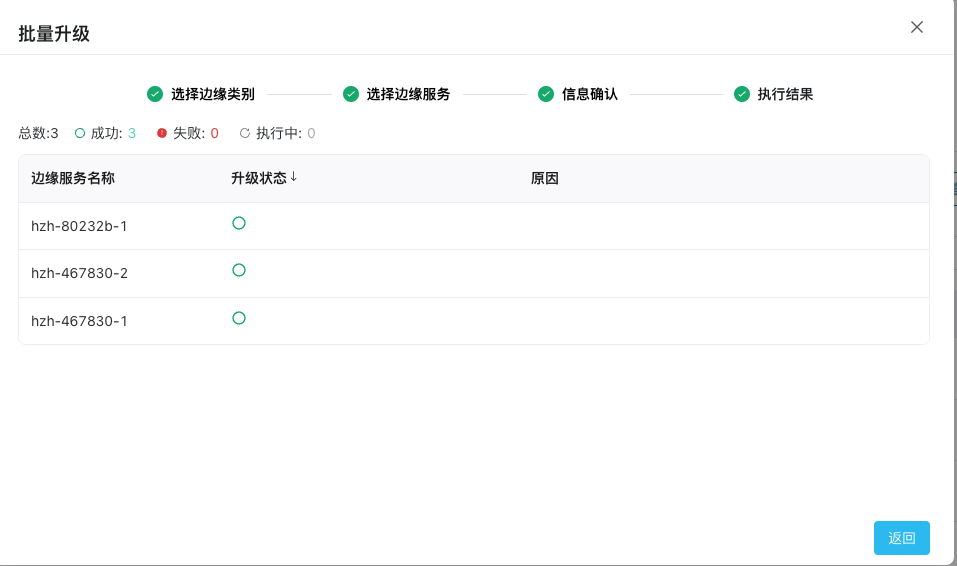 批量升级
选择边缘类别 选择边缘服务 信息确认 执行结果
总数:3 成功: 3 失败: 0 执行中: 0
边缘服务名称 升级状态↓ 原因
hzh-80232b-1
hzh-467830-2
hzh-467830-1
返回